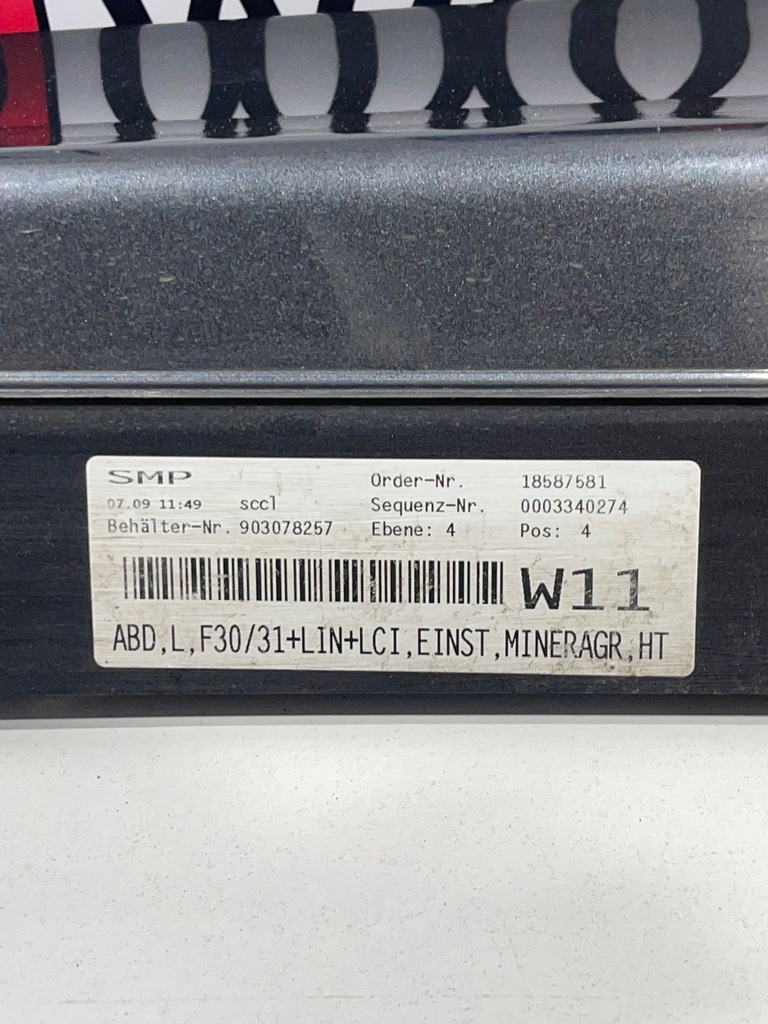 SMP Order-Nr. 18587581
07.09 11:49 sccl Sequenz-Nr. 0003340274
Behälter-Nr. 903078257 Ebene: 4 Pos: 4
W11
ABD,L,F30/31+LIN+LCI,EINST,MINERAGR,HT